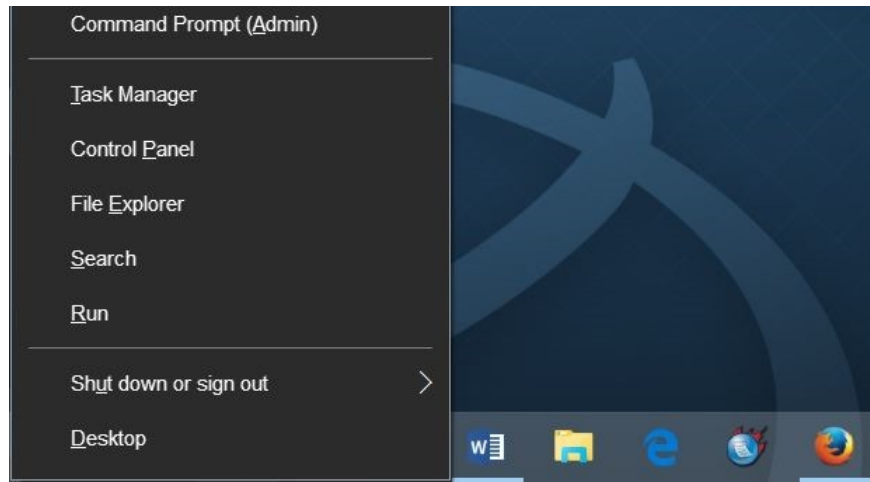 Command Prompt (Admin)
Task Manager
Control Panel
File Explorer
Search
Run
Shut down or sign out
Desktop
W
e